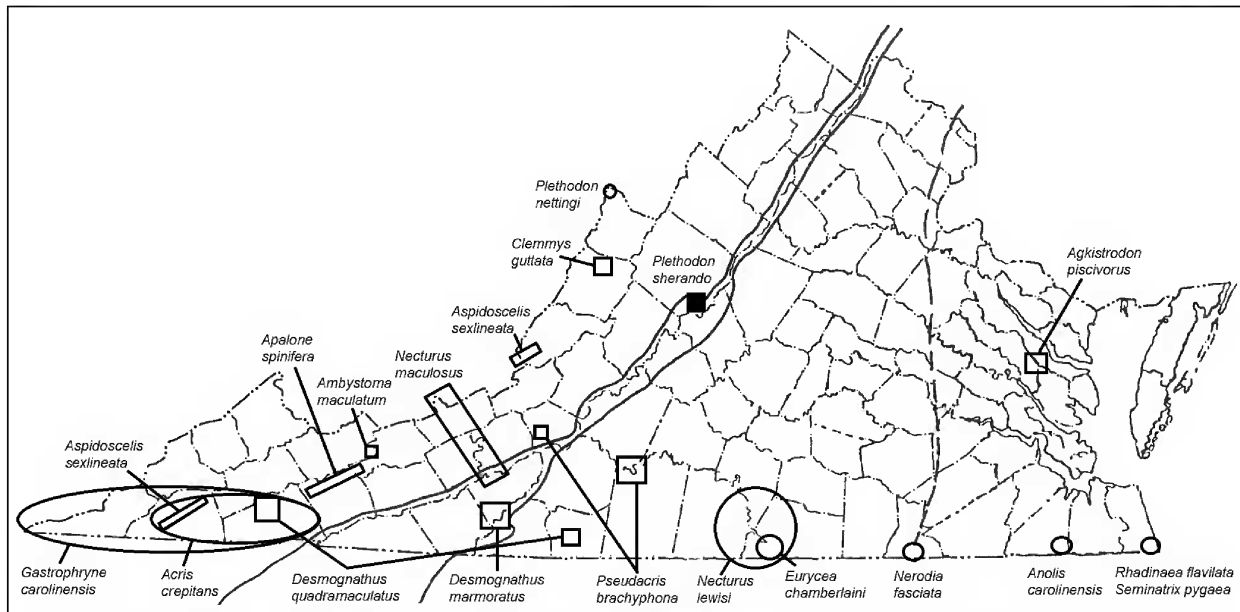 Plethodon
nettingi
Clemmys
guttata
Plethodon
sherando
Agkistrodon
piscivorus
Aspidoscelis
sexlineata
Apalone
spinifera
Necturus
maculosus
Ambystoma
maculatum
Aspidoscelis
sexlineata
Gastrophryne
carolinensis
Acris
crepitans
Desmognathus
quadramaculatus
Desmognathus
marmoratus
Pseudacris
brachyphona
Necturus
lewisi
Eurycea
chamberlaini
Nerodia
fasciata
Anolis
carolinensis
Rhadinaea flavilata
Seminatrix pygaea